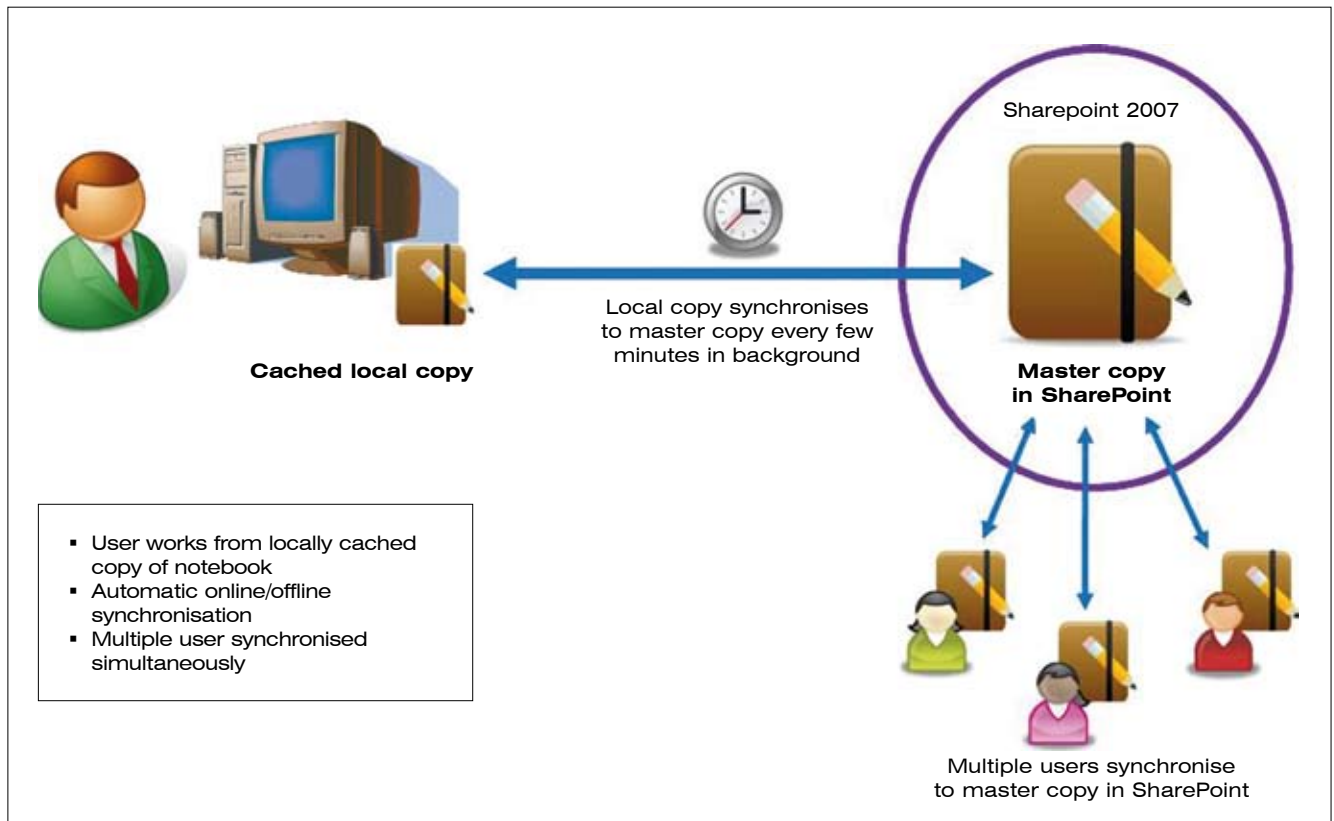 Sharepoint 2007
Local copy synchronises
to master copy every few
minutes in background
Cached local copy
Master copy
in SharePoint
▪ User works from locally cached
copy of notebook
▪ Automatic online/offline
synchronisation
▪ Multiple user synchronised
simultaneously
Multiple users synchronise
to master copy in SharePoint